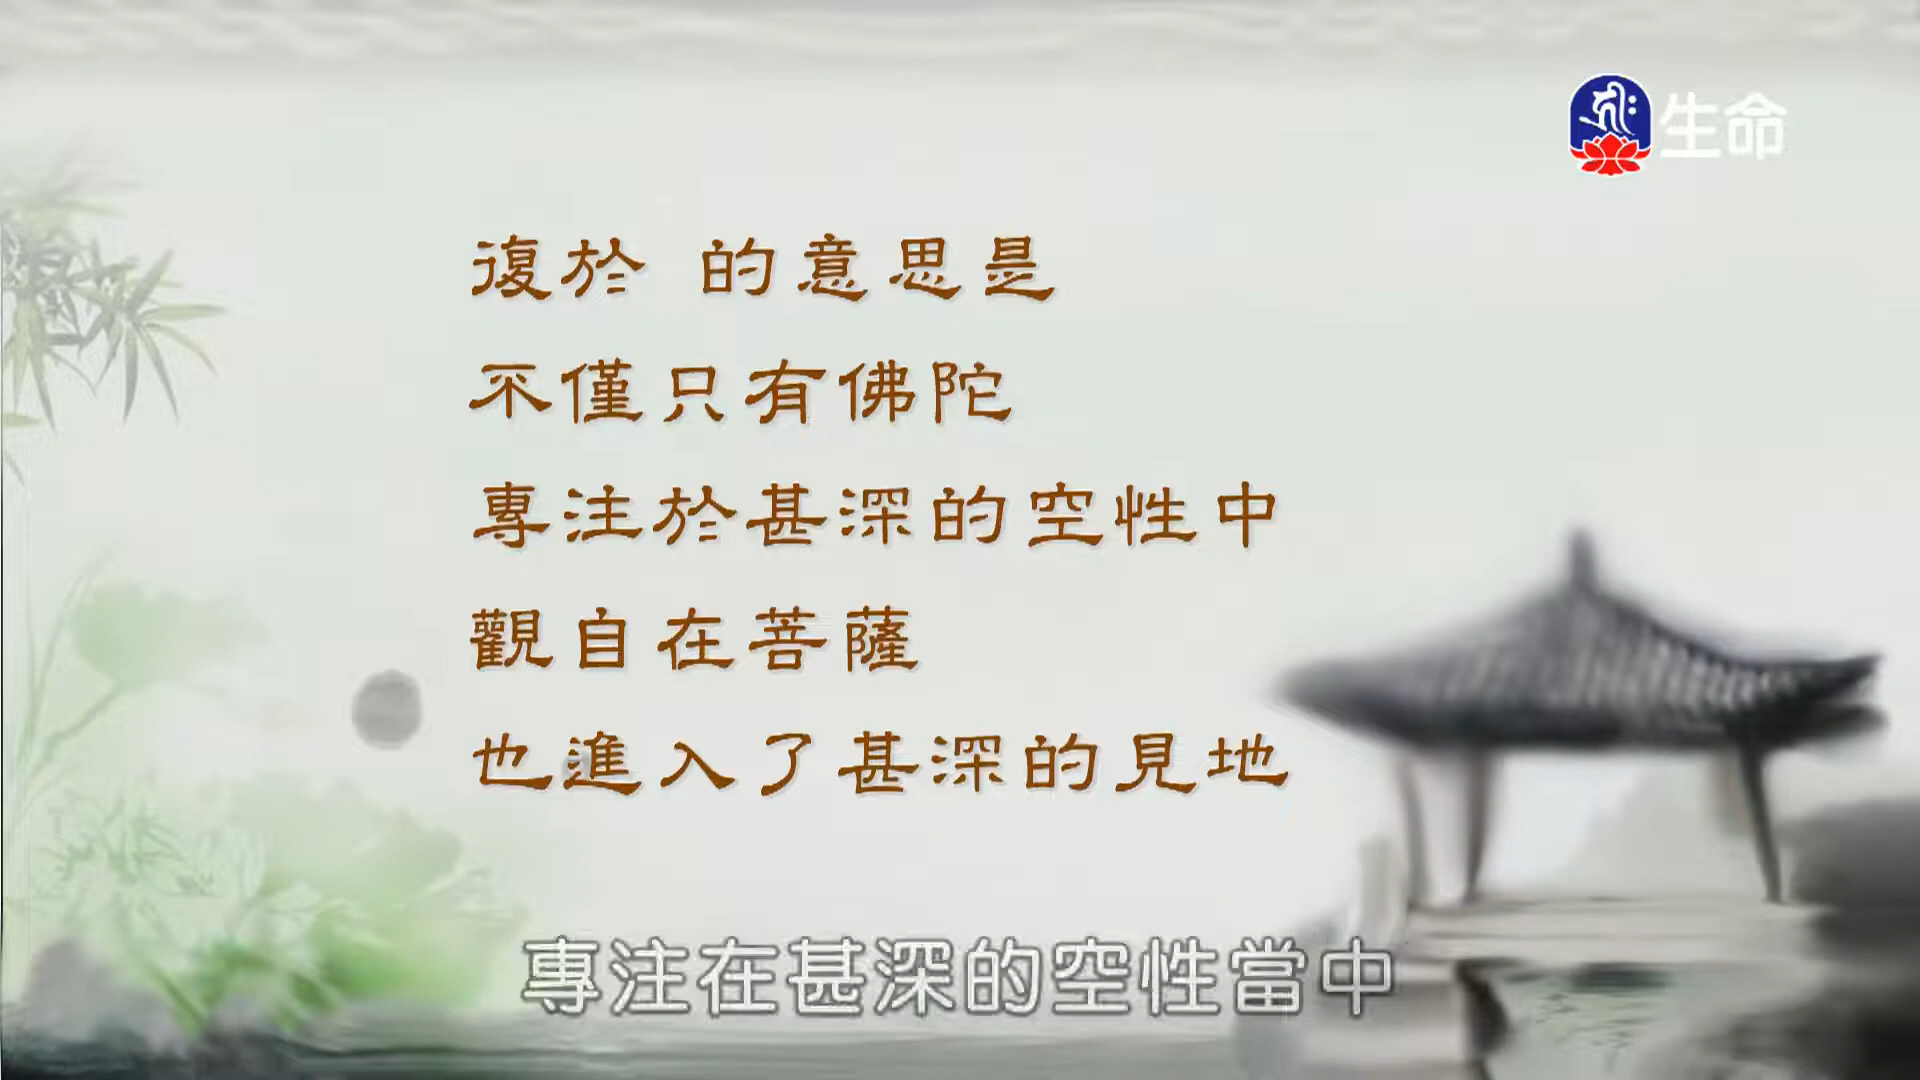 生命
復於 的意思是
不僅只有佛陀
專注於甚深的空性中
觀自在菩薩
也進入了甚深的見地
專注在甚深的空性當中